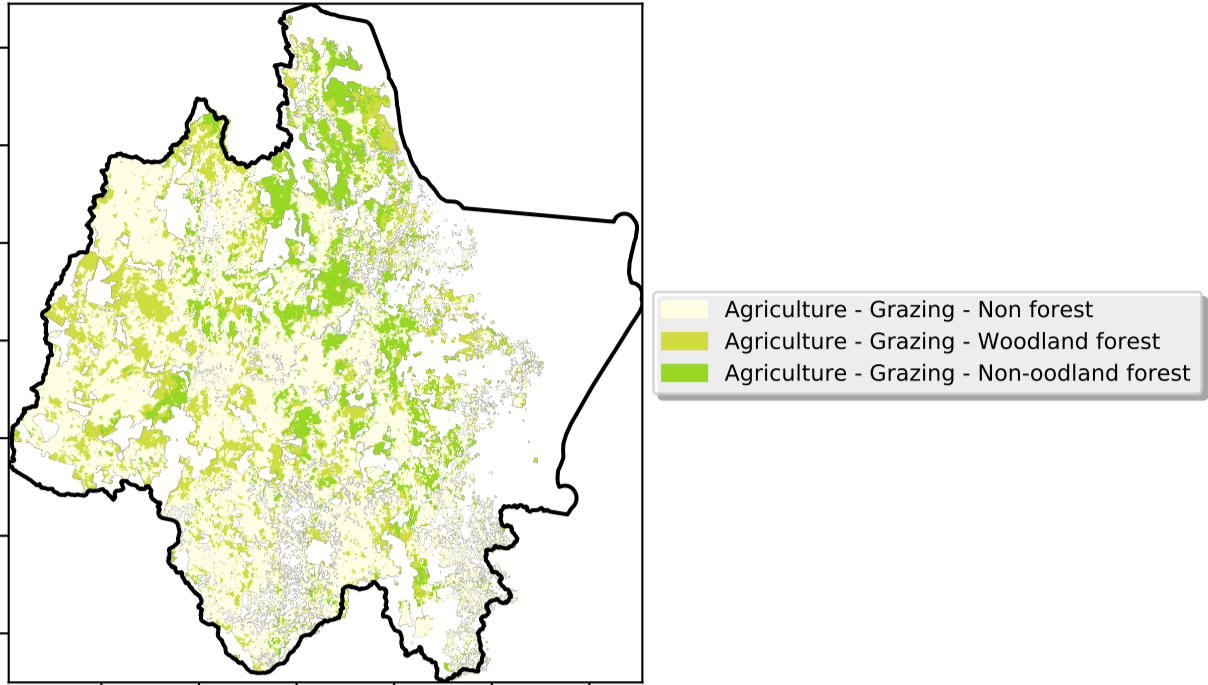 Agriculture - Grazing - Non forest
Agriculture - Grazing - Woodland forest
Agriculture - Grazing - Non-oodland forest